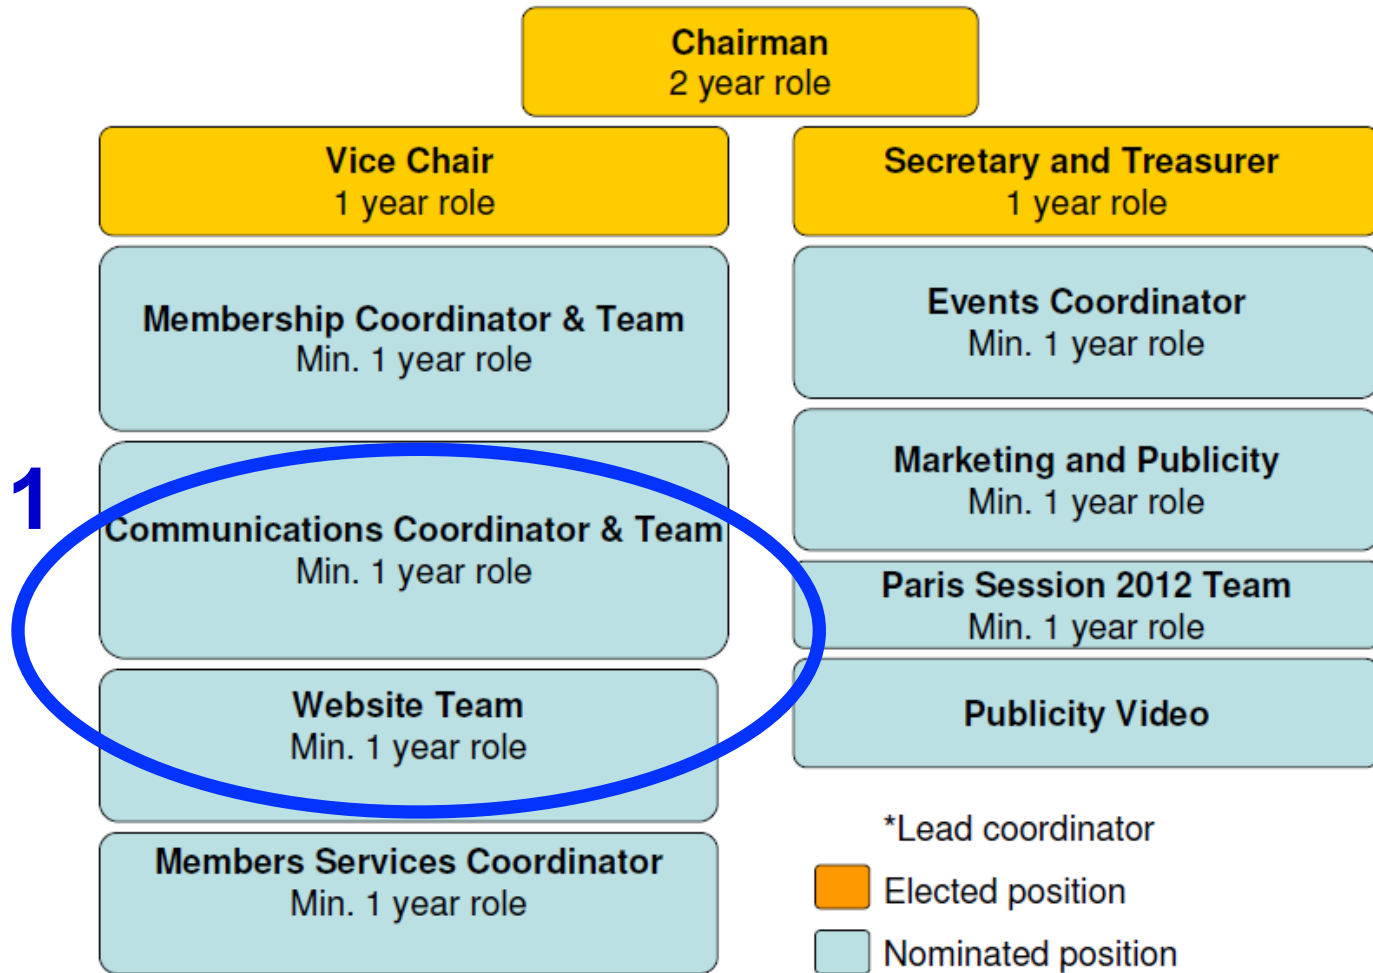 Chairman
2 year role
Vice Chair
1 year role
Secretary and Treasurer
1 year role
Membership Coordinator & Team
Min. 1 year role
Events Coordinator
Min. 1 year role
1
Communications Coordinator & Team
Min. 1 year role
Marketing and Publicity
Min. 1 year role
Paris Session 2012 Team
Min. 1 year role
Website Team
Min. 1 year role
Publicity Video
Members Services Coordinator
Min. 1 year role
*Lead coordinator
Elected position
Nominated position